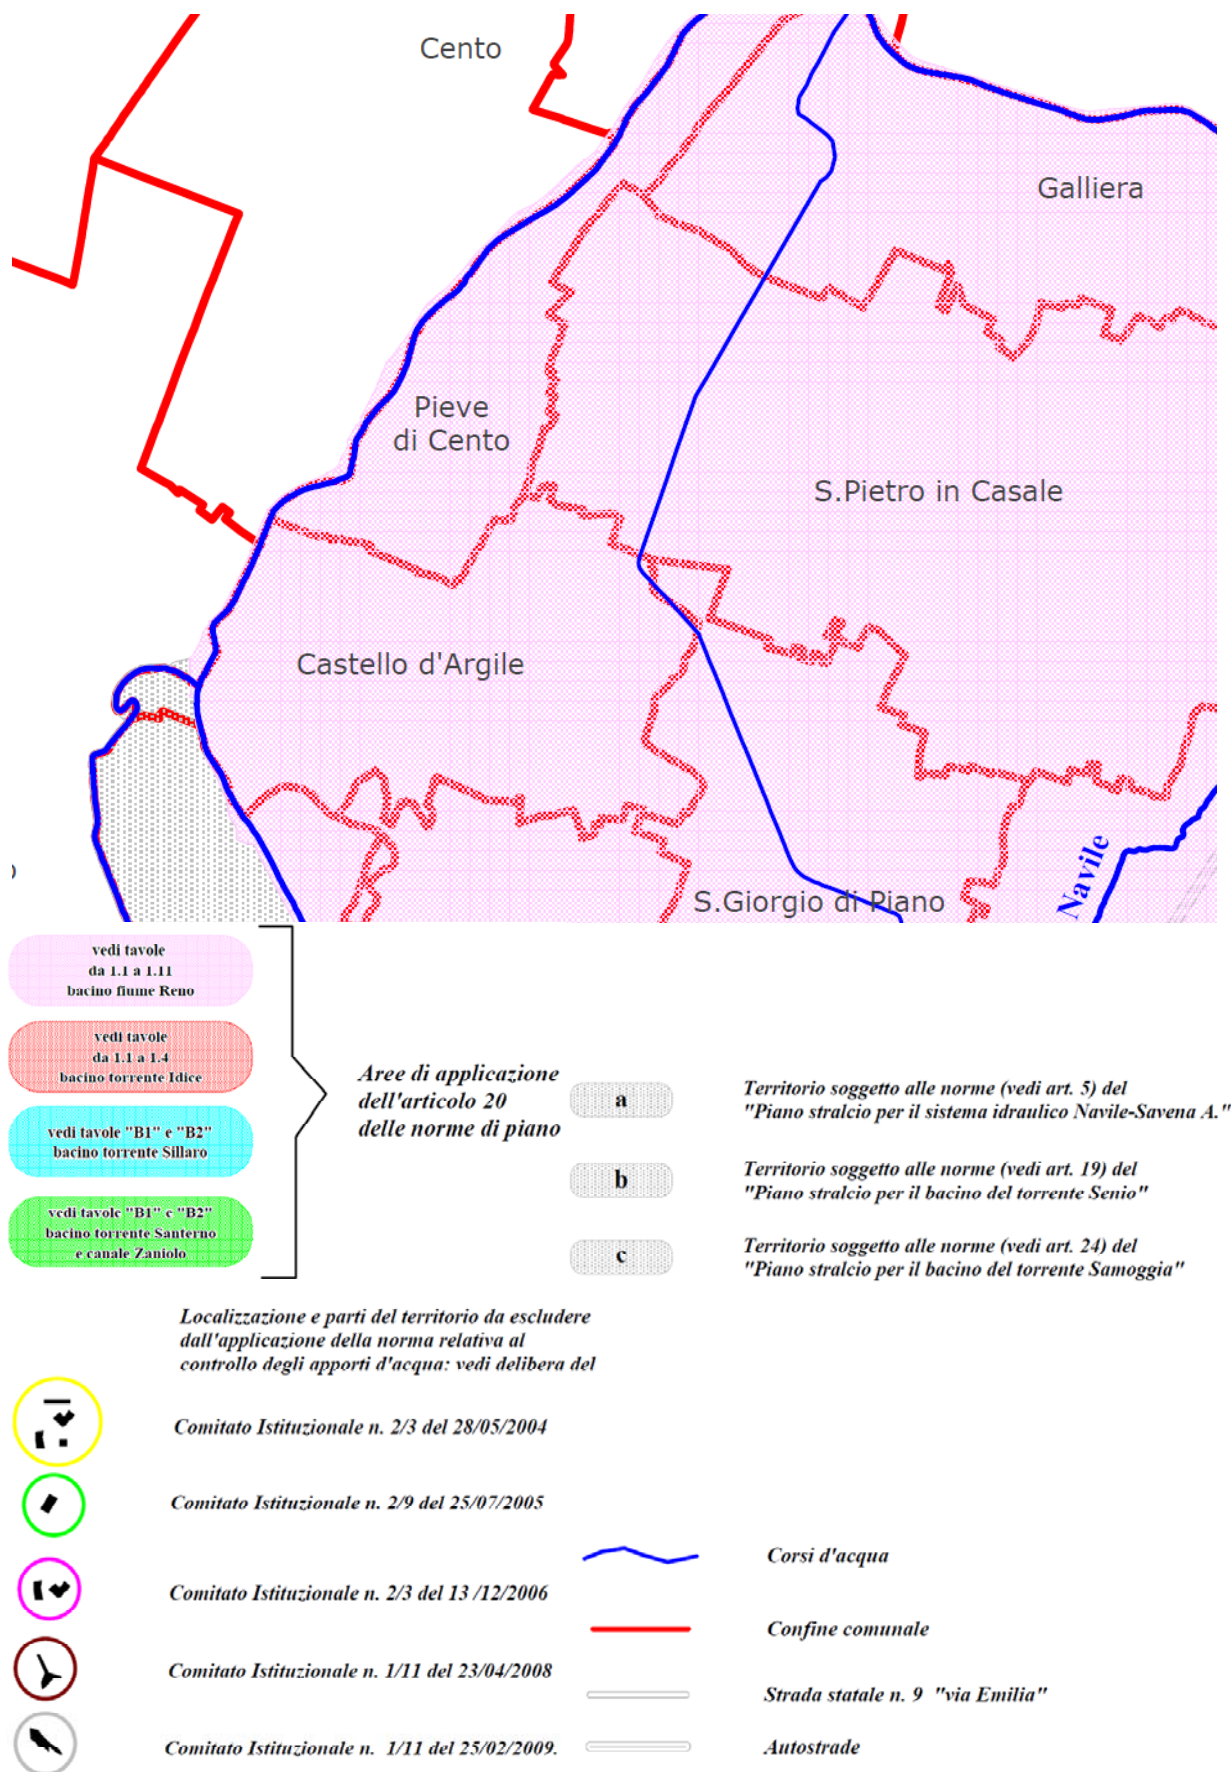 Cento
Galliera
Pieve
di Cento
S.Pietro in Casale
Castello d'Argile
S.Giorgio di Piano
Navile
vedi tavole
da 1.1 a 1.11
bacino fiume Reno
vedi tavole
da 1.1 a 1.4
bacino torrente Idice
vedi tavole "B1" e "B2"
bacino torrente Sillaro
vedi tavole "B1" e "B2"
bacino torrente Santerno
e canale Zaniolo
Aree di applicazione
dell'articolo 20
delle norme di piano
a
Territorio soggetto alle norme (vedi art. 5) del
"Piano stralcio per il sistema idraulico Navile-Savena A."
b
Territorio soggetto alle norme (vedi art. 19) del
"Piano stralcio per il bacino del torrente Senio"
c
Territorio soggetto alle norme (vedi art. 24) del
"Piano stralcio per il bacino del torrente Samoggia"
Localizzazione e parti del territorio da escludere
dall'applicazione della norma relativa al
controllo degli apporti d'acqua: vedi delibera del
Comitato Istituzionale n. 2/3 del 28/05/2004
Comitato Istituzionale n. 2/9 del 25/07/2005
Comitato Istituzionale n. 2/3 del 13 /12/2006
Comitato Istituzionale n. 1/11 del 23/04/2008
Comitato Istituzionale n. 1/11 del 25/02/2009.
Corsi d'acqua
Confine comunale
Strada statale n. 9 "via Emilia"
Autostrade